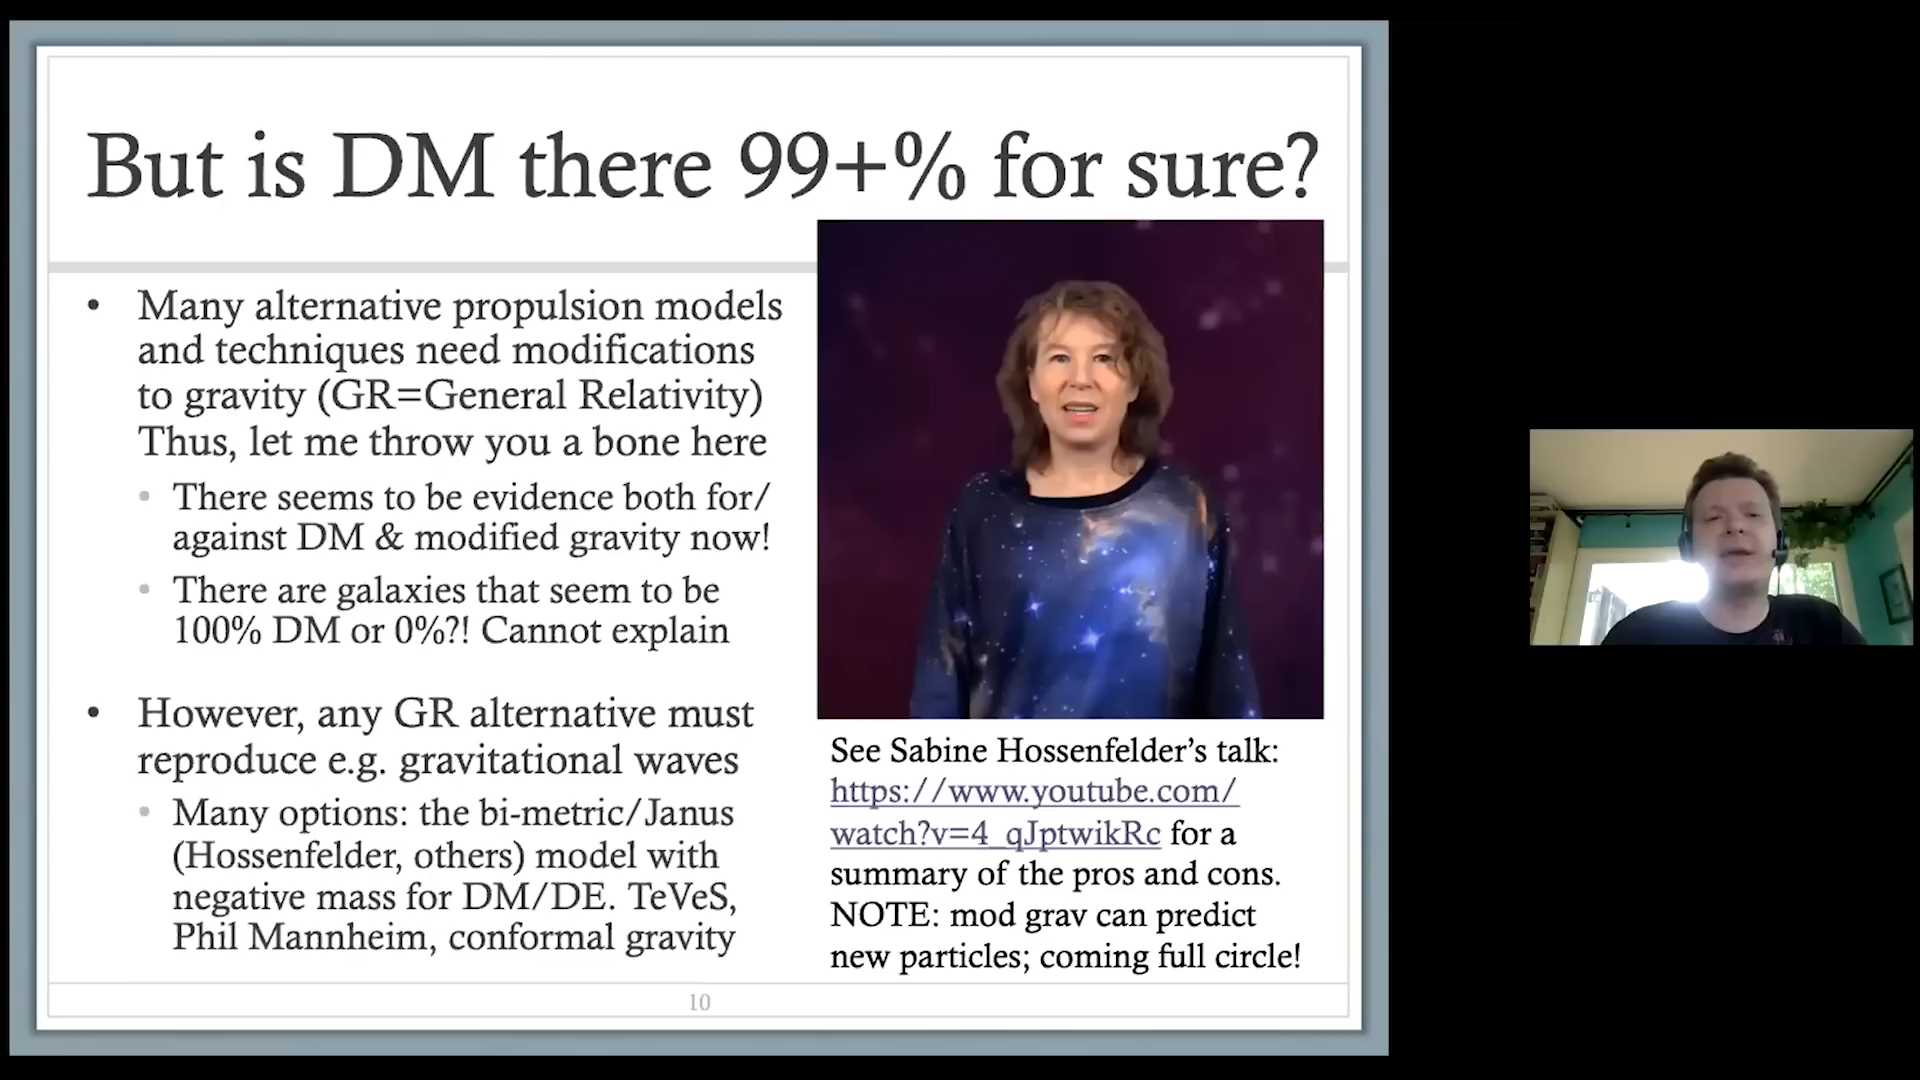 But is DM there 99+% for sure?
• Many alternative propulsion models
and techniques need modifications
to gravity (GR=General Relativity)
Thus, let me throw you a bone here
• There seems to be evidence both for/
against DM & modified gravity now!
• There are galaxies that seem to be
100% DM or 0%?! Cannot explain
• However, any GR alternative must
reproduce e.g. gravitational waves
• Many options: the bi-metric/Janus
(Hossenfelder, others) model with
negative mass for DM/DE. TeVeS,
Phil Mannheim, conformal gravity
See Sabine Hossenfelder's talk:
https://www.youtube.com/
watch?v=4_qJptwikRc for a
summary of the pros and cons.
NOTE: mod grav can predict
new particles; coming full circle!
10